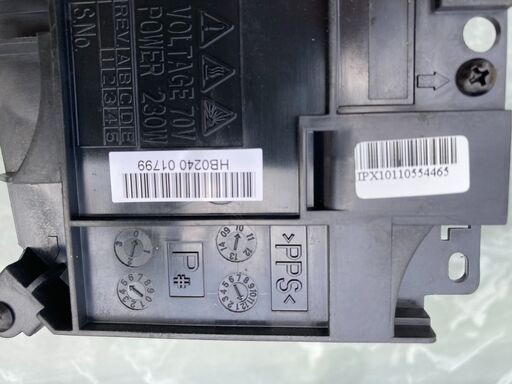 VOLTAGE 70V
POWER 230W
REV.|A|B|C|D|E
1|2|3|4|5
S.No.
HB0240 01799
IPX10110554465
>PPS<
P#
L